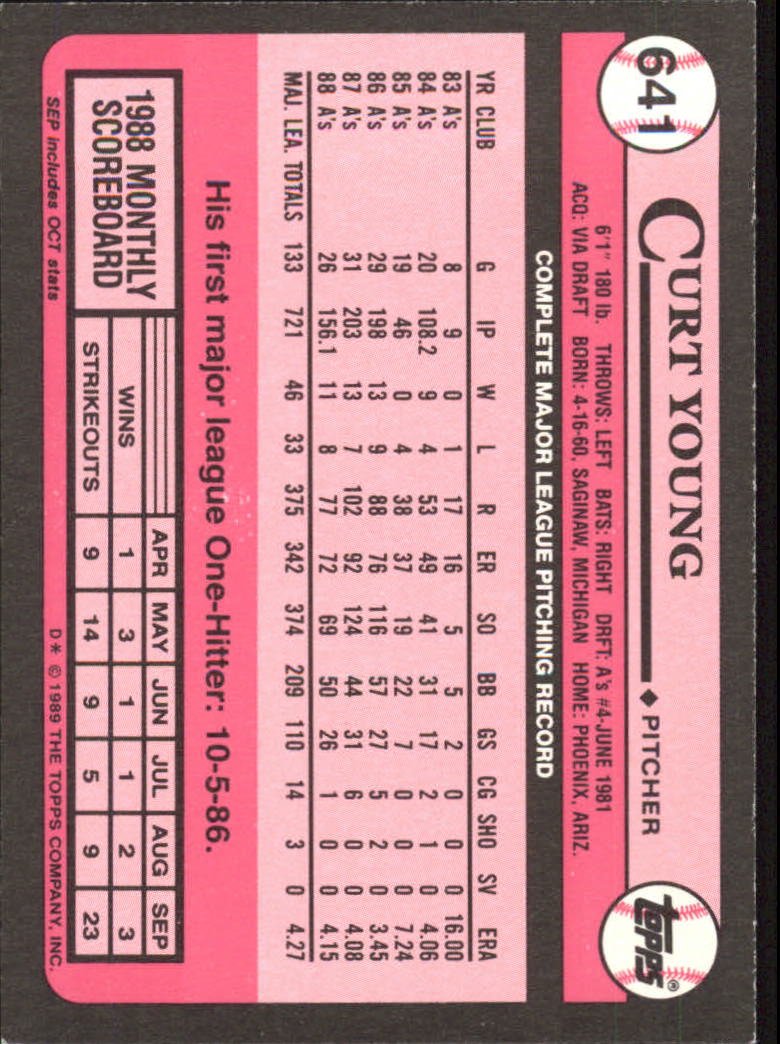 641
CURT YOUNG
♦ PITCHER
topps®
6'1" 180 lb. THROWS: LEFT BATS: RIGHT DRFT: A's #4-JUNE 1981
ACQ: VIA DRAFT BORN: 4-16-60, SAGINAW, MICHIGAN HOME: PHOENIX, ARIZ.
COMPLETE MAJOR LEAGUE PITCHING RECORD
YR CLUB G IP W L R ER SO BB GS CG SHO SV ERA
83 A's 8 9 0 1 17 16 5 5 2 0 0 0 16.00
84 A's 20 108.2 9 4 53 49 41 31 17 2 1 0 4.06
85 A's 19 46 0 4 38 37 19 22 7 0 0 0 7.24
86 A's 29 198 13 9 88 76 116 57 27 5 2 0 3.45
87 A's 31 203 13 7 102 92 124 44 31 6 0 0 4.08
88 A's 26 156.1 11 8 77 72 69 50 26 1 0 0 4.15
MAJ. LEA. TOTALS 133 721 46 33 375 342 374 209 110 14 3 0 4.27
His first major league One-Hitter: 10-5-86.
1988 MONTHLY
SCOREBOARD
APR MAY JUN JUL AUG SEP
WINS 1 3 1 1 2 3
STRIKEOUTS 9 14 9 5 9 23
SEP includes OCT stats
D* © 1989 THE TOPPS COMPANY, INC.